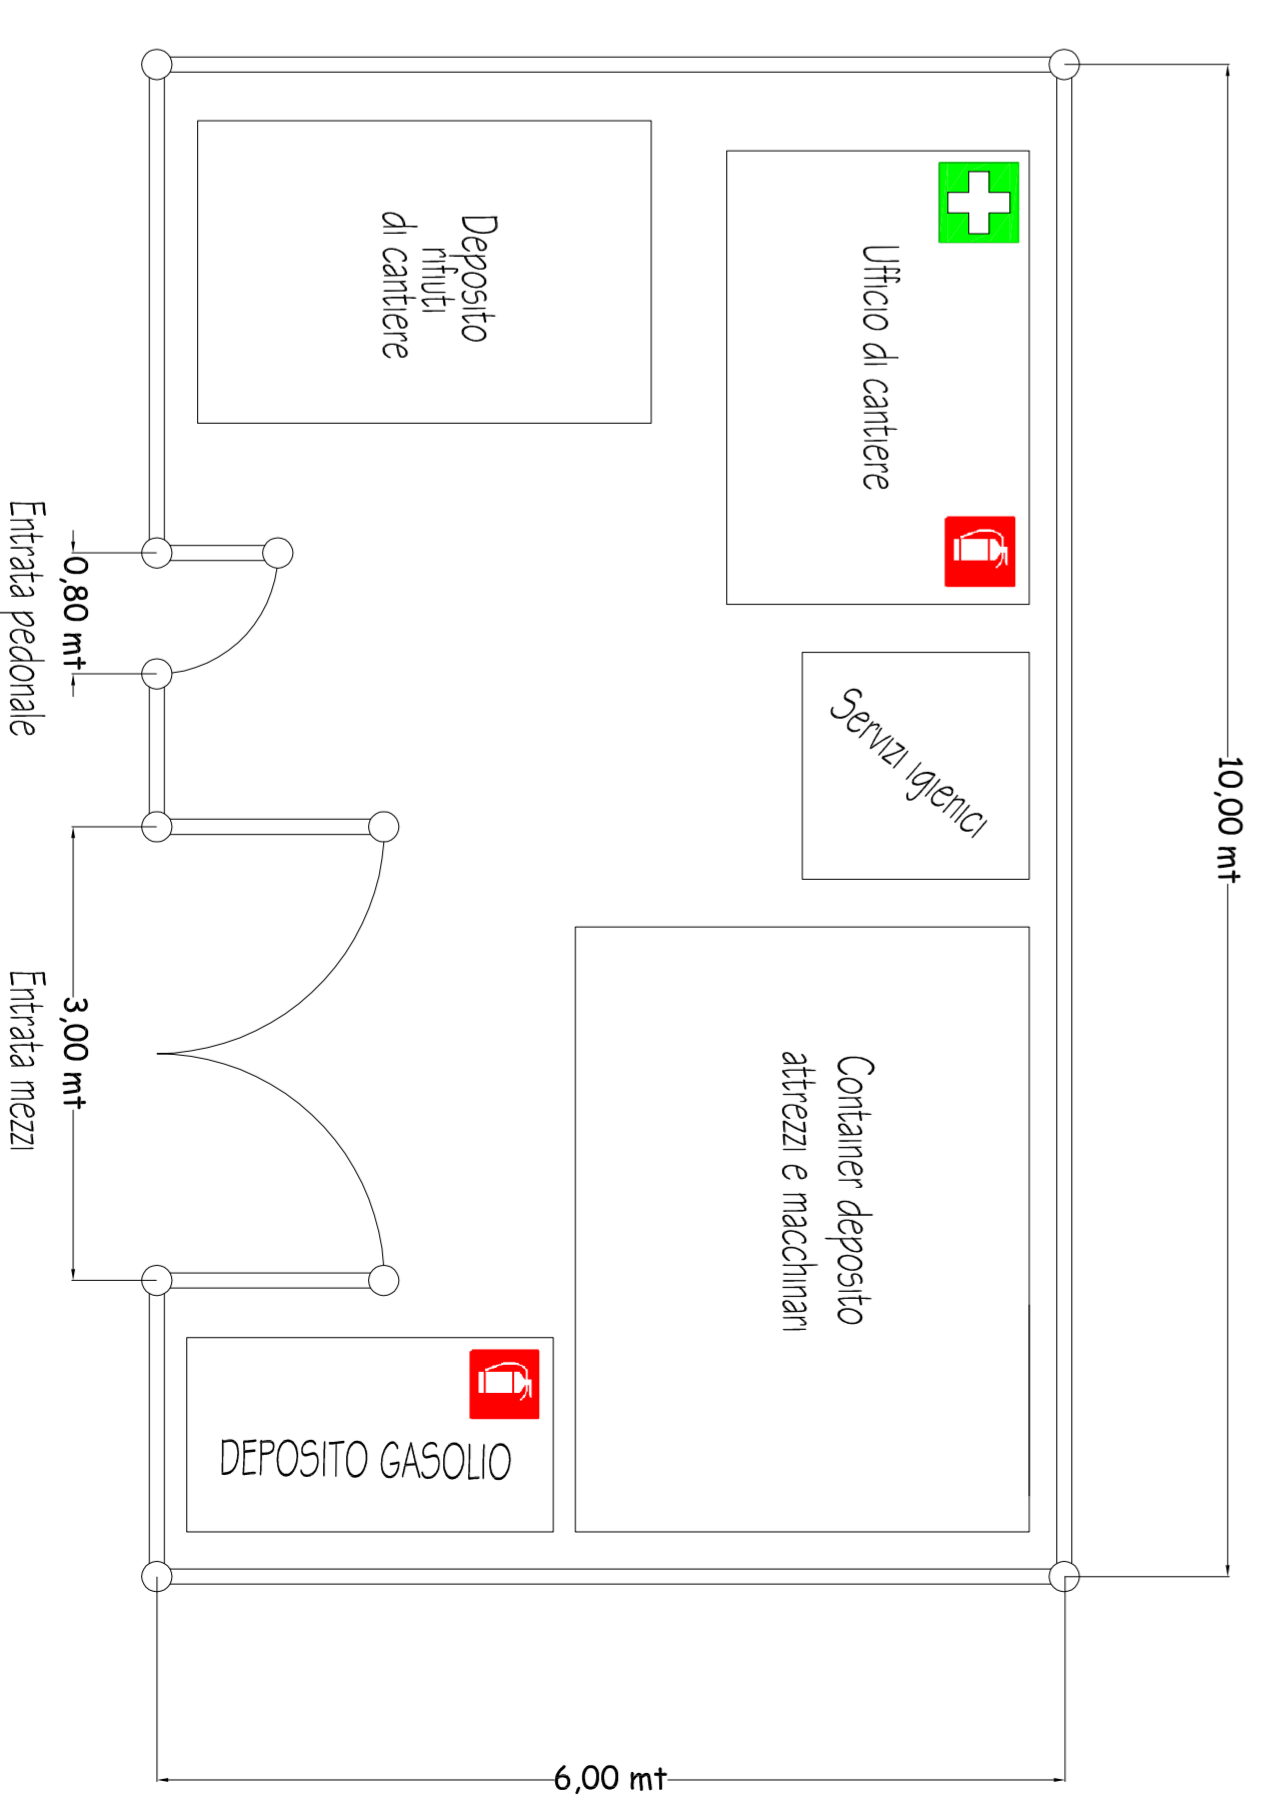 10,00 mt
Ufficio di cantiere
Servizi igienici
Container deposito
attrezzi e macchinari
Deposito
rifiuti
di cantiere
DEPOSITO GASOLIO
0,80 mt
3,00 mt
Entrata pedonale
Entrata mezzi
6,00 mt